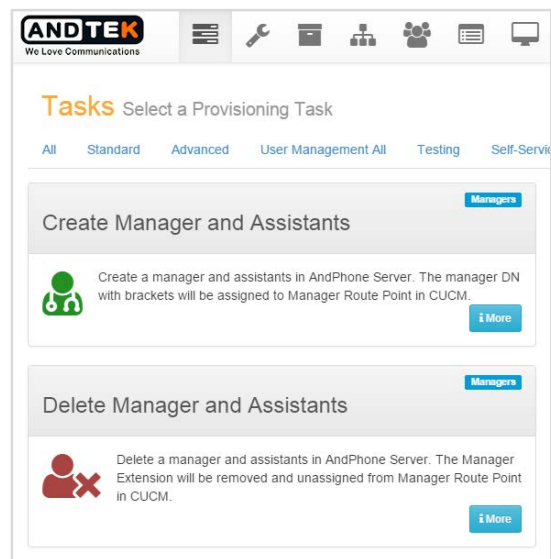 ANDTEK
We Love Communications
Tasks Select a Provisioning Task
All Standard Advanced User Management All Testing Self-Servi
Managers
Create Manager and Assistants
Create a manager and assistants in AndPhone Server. The manager DN
with brackets will be assigned to Manager Route Point in CUCM.
i More
Managers
Delete Manager and Assistants
Delete a manager and assistants in AndPhone Server. The Manager
Extension will be removed and unassigned from Manager Route Point
in CUCM.
i More